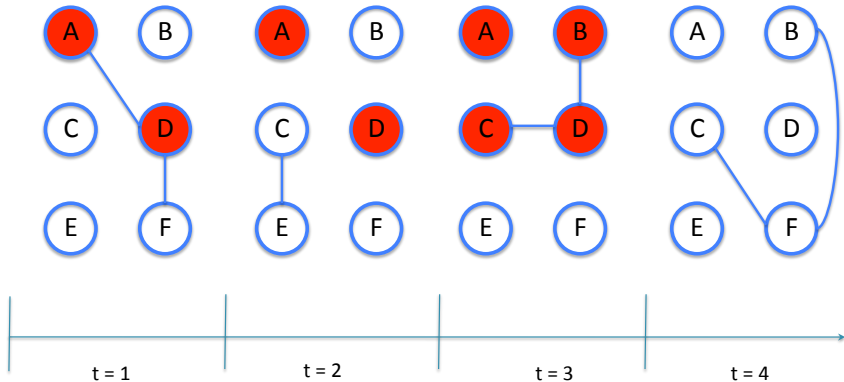 A B A B A B A B
C D C D C D C D
E F E F E F E F
t = 1 t = 2 t = 3 t = 4